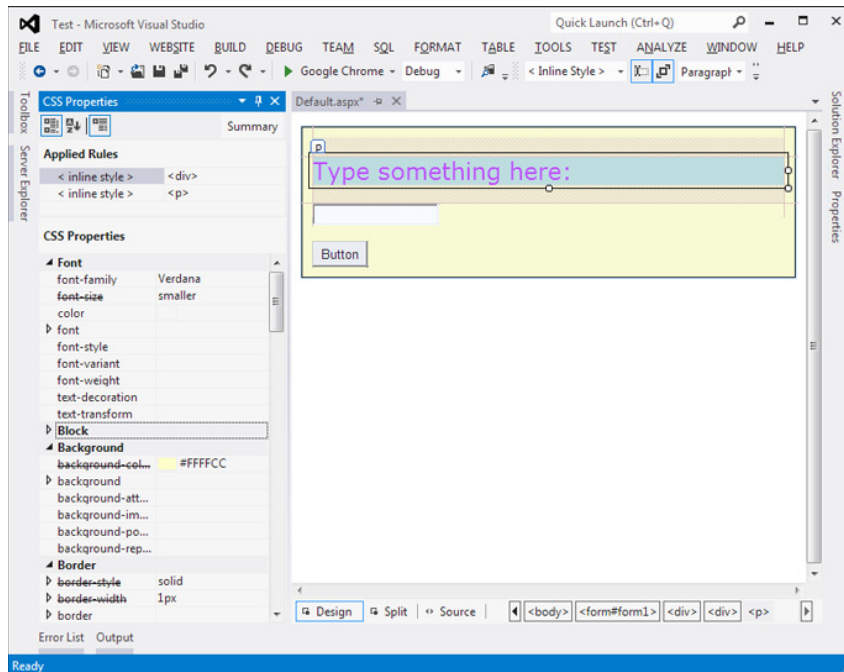 Test - Microsoft Visual Studio
Quick Launch (Ctrl+Q)
FILE EDIT VIEW WEBSITE BUILD DEBUG TEAM SQL FORMAT TABLE TOOLS TEST ANALYZE WINDOW HELP
Google Chrome Debug < Inline Style > Paragraph
Toolbox
Server Explorer
CSS Properties
Summary
Applied Rules
< inline style > <div>
< inline style > <p>
CSS Properties
Font
font-family Verdana
font-size smaller
color
font
font-style
font-variant
font-weight
text-decoration
text-transform
Block
Background
background-col... #FFFFCC
background
background-att...
background-im...
background-po...
background-rep...
Border
border-style solid
border-width 1px
border
Error List Output
Ready
Default.aspx*
p
Type something here:
Button
Design Split Source <body> <form#form1> <div> <div> <p>
Solution Explorer
Properties